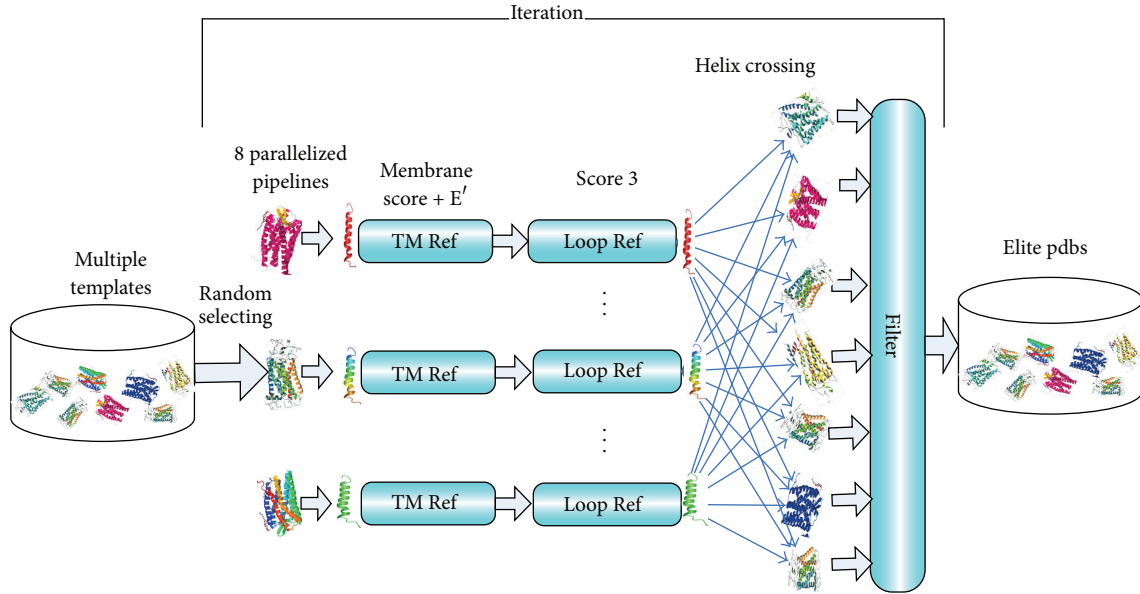 Iteration
Helix crossing
8 parallelized
pipelines
Membrane
score + E′
Score 3
TM Ref
Loop Ref
Multiple
templates
Random
selecting
...
TM Ref
Loop Ref
...
TM Ref
Loop Ref
Filter
Elite pdbs